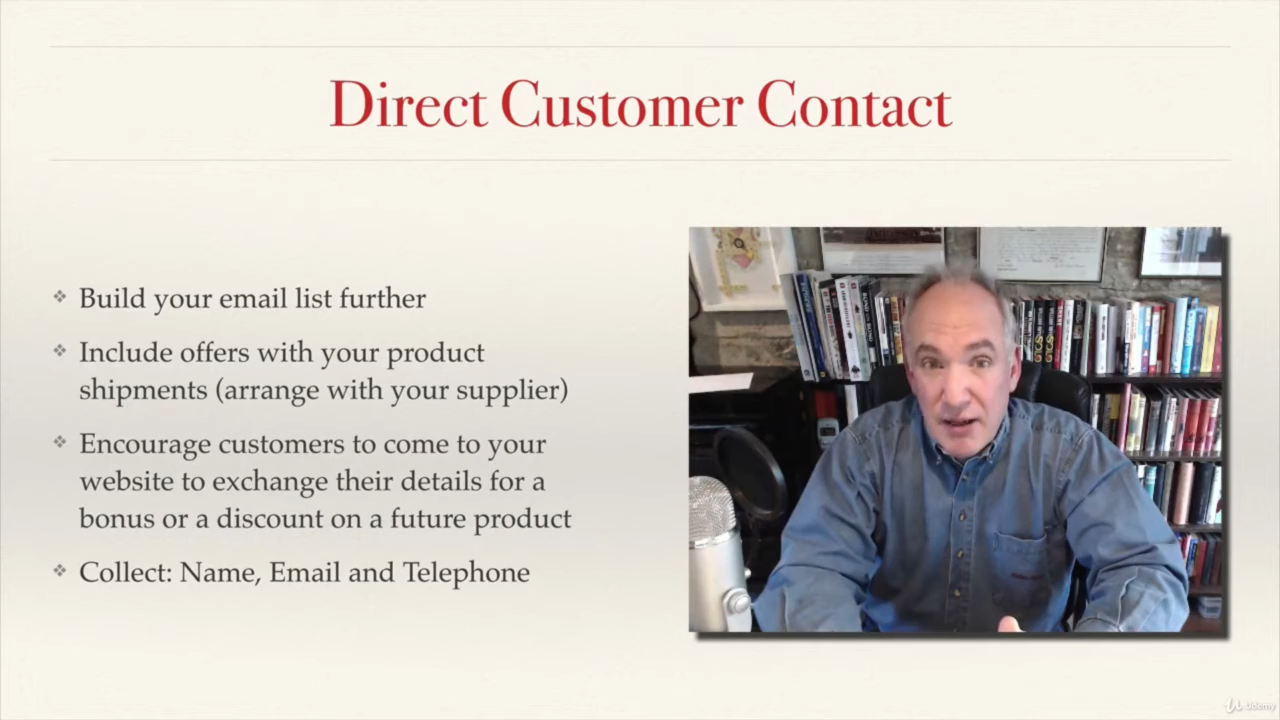 Direct Customer Contact
Build your email list further
Include offers with your product
shipments (arrange with your supplier)
Encourage customers to come to your
website to exchange their details for a
bonus or a discount on a future product
Collect: Name, Email and Telephone
Udemy